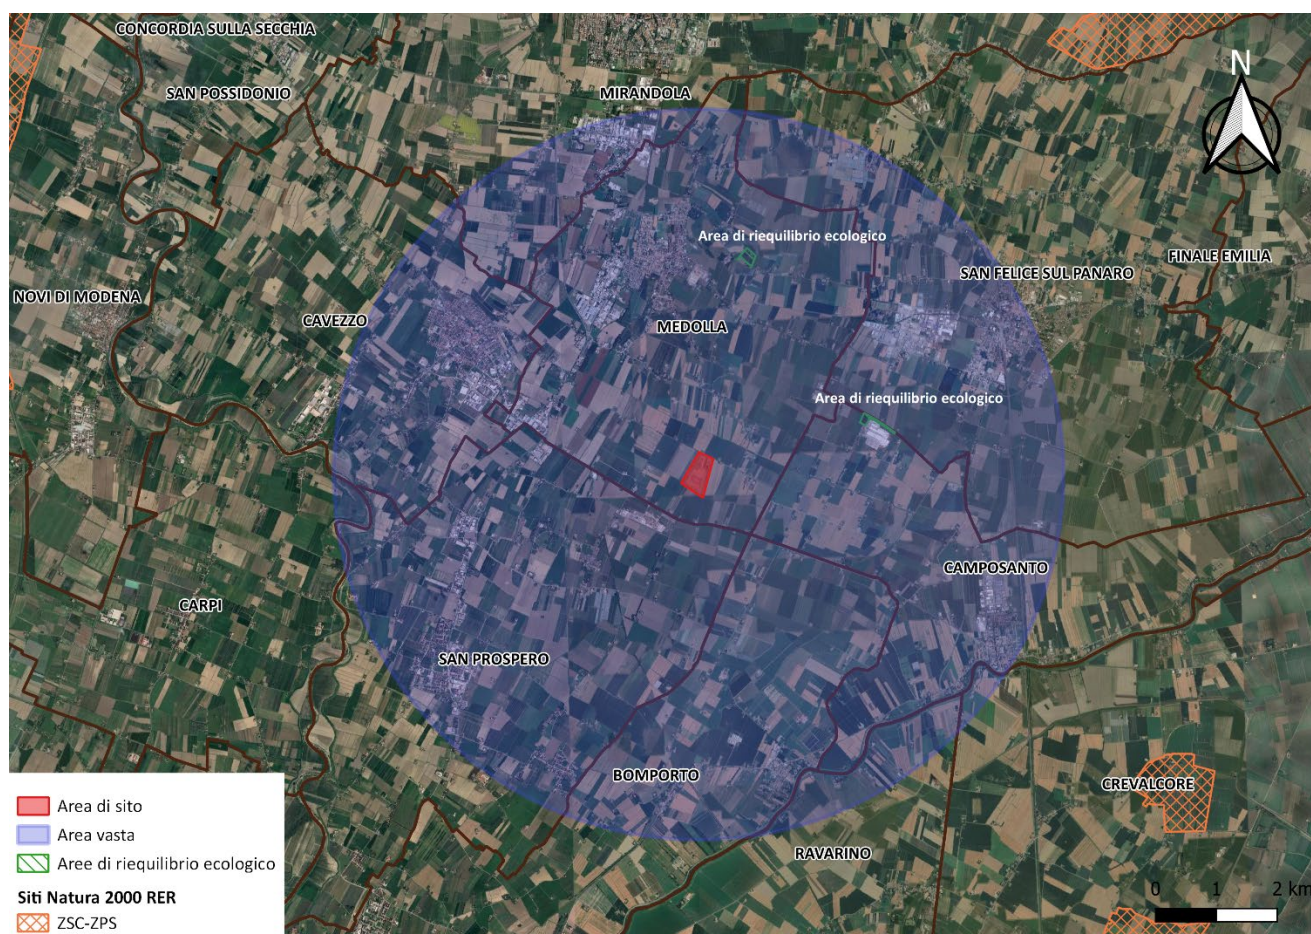 CONCORDIA SULLA SECCHIA
SAN POSSIDONIO
MIRANDOLA
N
Area di riequilibrio ecologico
FINALE EMILIA
SAN FELICE SUL PANARO
NOVI DI MODENA
CAVEZZO
MEDOLLA
Area di riequilibrio ecologico
CAMPOSANTO
CARPI
SAN PROSPERO
BOMPORTO
CREVALCORE
RAVARINO
Area di sito
Area vasta
Aree di riequilibrio ecologico
Siti Natura 2000 RER
ZSC-ZPS
0 1 2 km